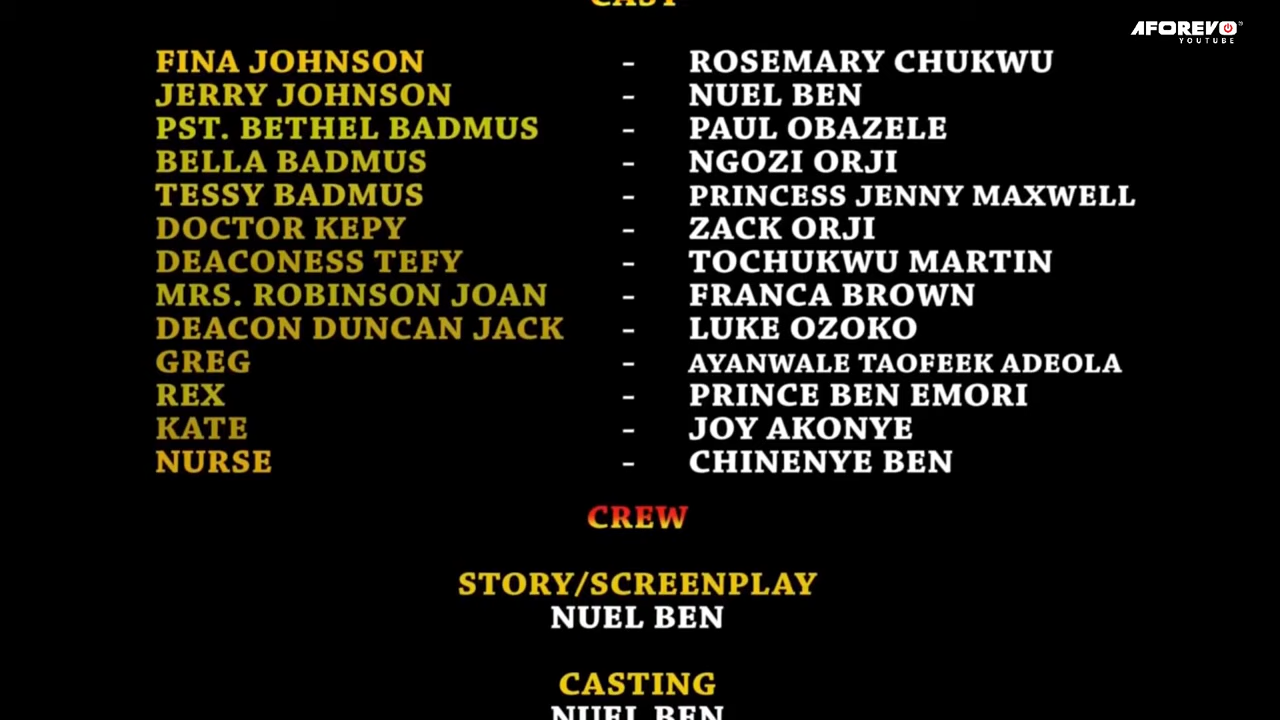 CAST
AFOREVO
YOUTUBE
FINA JOHNSON - ROSEMARY CHUKWU
JERRY JOHNSON - NUEL BEN
PST. BETHEL BADMUS - PAUL OBAZELE
BELLA BADMUS - NGOZI ORJI
TESSY BADMUS - PRINCESS JENNY MAXWELL
DOCTOR KEPY - ZACK ORJI
DEACONESS TEFY - TOCHUKWU MARTIN
MRS. ROBINSON JOAN - FRANCA BROWN
DEACON DUNCAN JACK - LUKE OZOKO
GREG - AYANWALE TAOFEEK ADEOLA
REX - PRINCE BEN EMORI
KATE - JOY AKONYE
NURSE - CHINENYE BEN
CREW
STORY/SCREENPLAY
NUEL BEN
CASTING
NUEL BEN